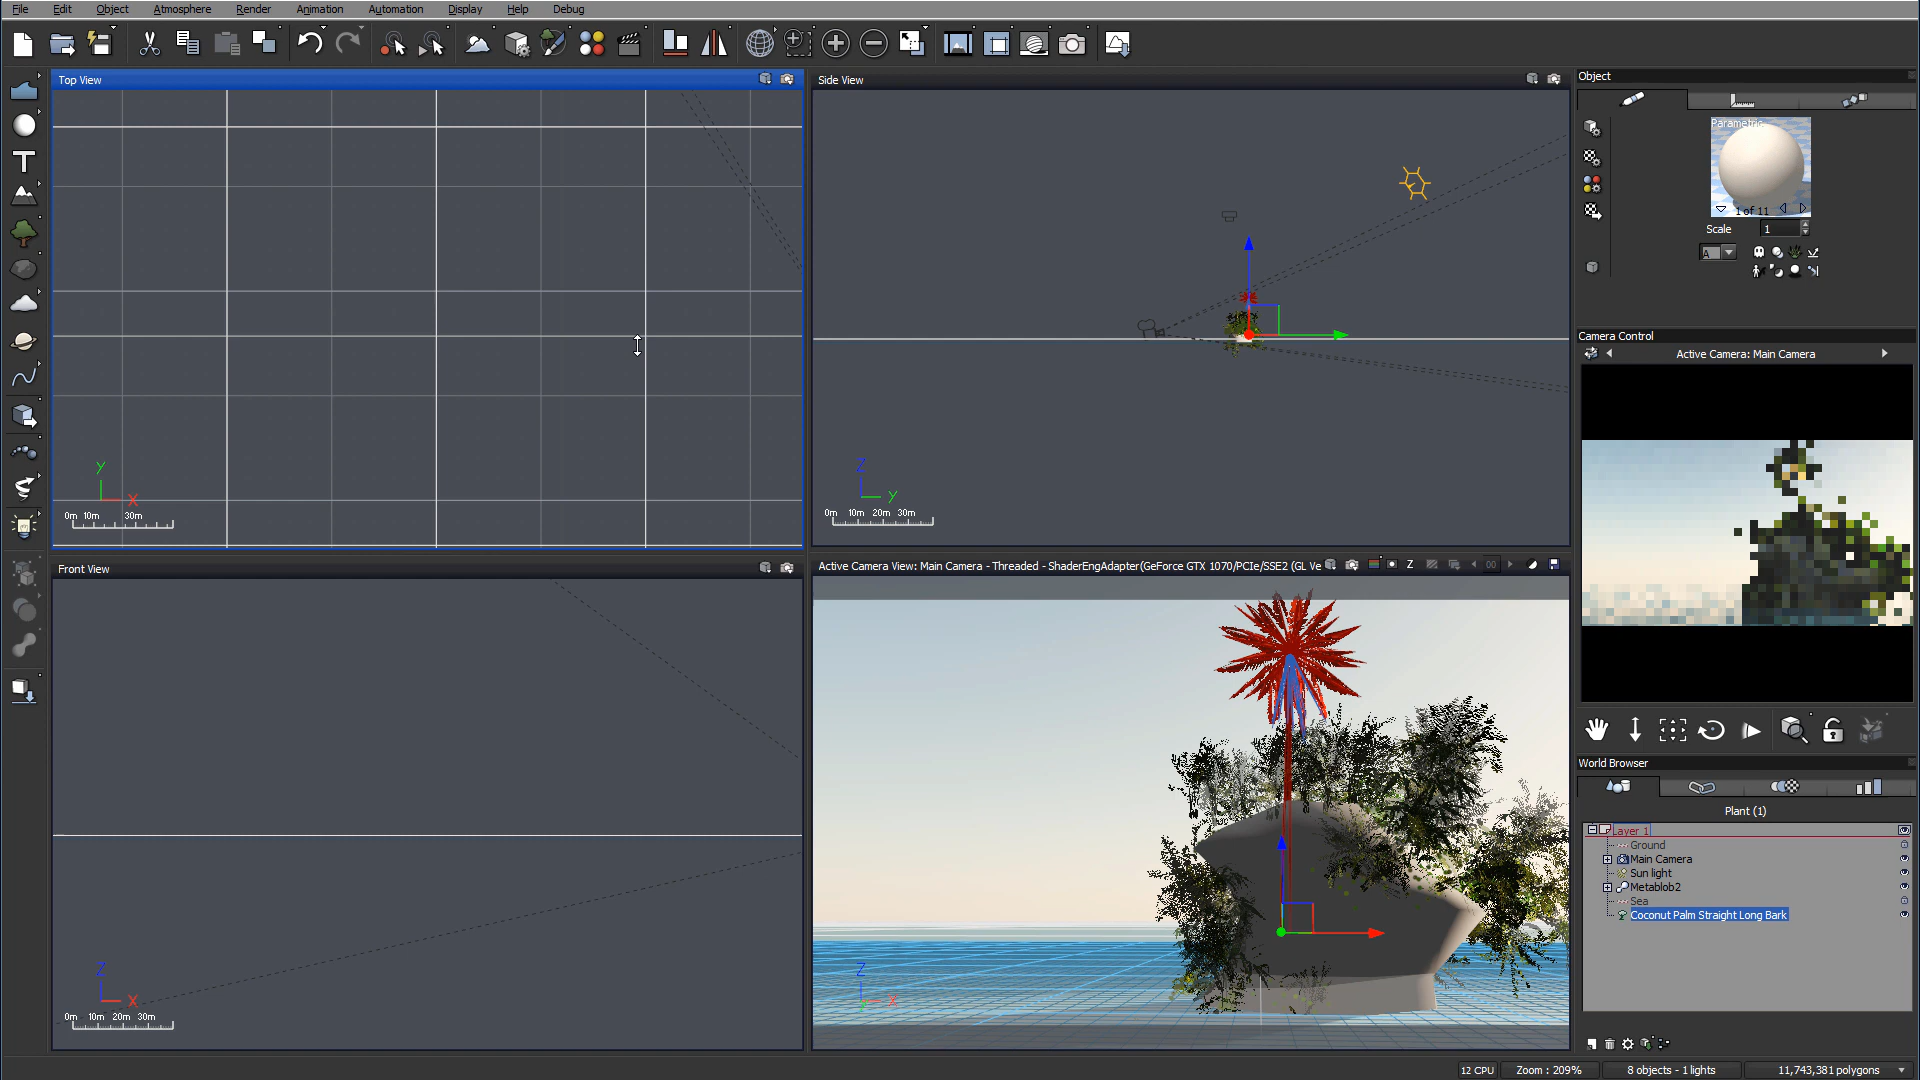 File Edit Object Atmosphere Render Animation Automation Display Help Debug
Top View
Side View
Object
Parametric
1 of 11
Scale 1
A
Camera Control
Active Camera: Main Camera
Y
X
0m 10m 30m
Z
Y
0m 10m 20m 30m
Front View
Active Camera View: Main Camera - Threaded - ShaderEngAdapter(GeForce GTX 1070/PCIe/SSE2 (GL Ve
Z
00
World Browser
Plant (1)
Layer 1
Ground
Main Camera
Sun light
Metablob2
Sea
Coconut Palm Straight Long Bark
Z
X
0m 10m 20m 30m
Z
X
12 CPU Zoom : 209% 8 objects - 1 lights 11,743,381 polygons